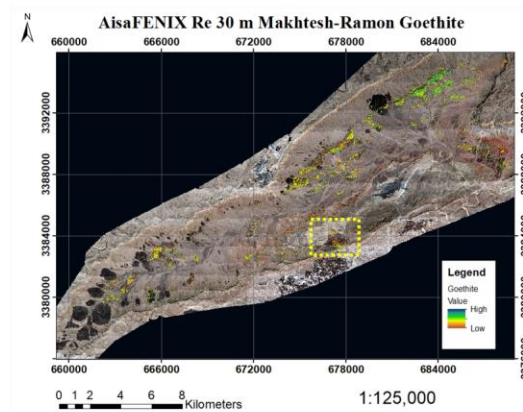 AisaFENIX Re 30 m Makhtesh-Ramon Goethite
N
660000 666000 672000 678000 684000
3392000
3388000
3384000
3380000
Legend
Goethite
Value
High
Low
660000 666000 672000 678000 684000
0 1 2 4 6 8
Kilometers
1:125,000